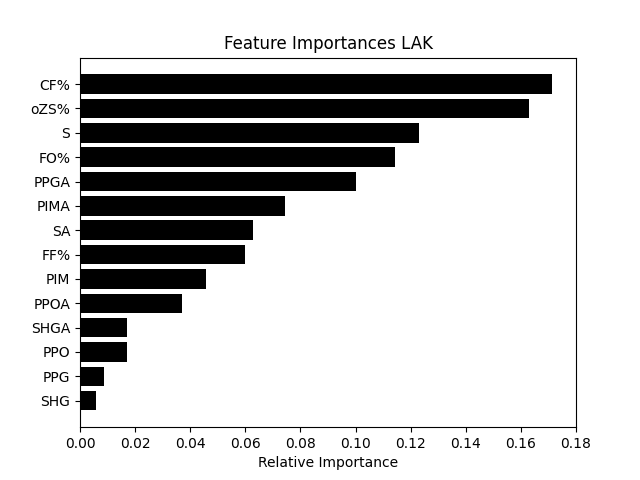 Feature Importances LAK
CF%
oZS%
S
FO%
PPGA
PIMA
SA
FF%
PIM
PPOA
SHGA
PPO
PPG
SHG
0.00 0.02 0.04 0.06 0.08 0.10 0.12 0.14 0.16 0.18
Relative Importance